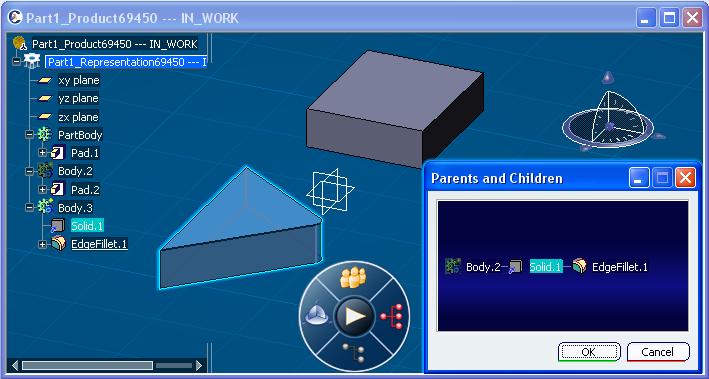 Part1_Product69450 --- IN_WORK
Part1_Product69450 --- IN_WORK
Part1_Representation69450 --- I
xy plane
yz plane
zx plane
PartBody
Pad.1
Body.2
Pad.2
Body.3
Solid.1
EdgeFillet.1
Parents and Children
Body.2 Solid.1 EdgeFillet.1
OK Cancel